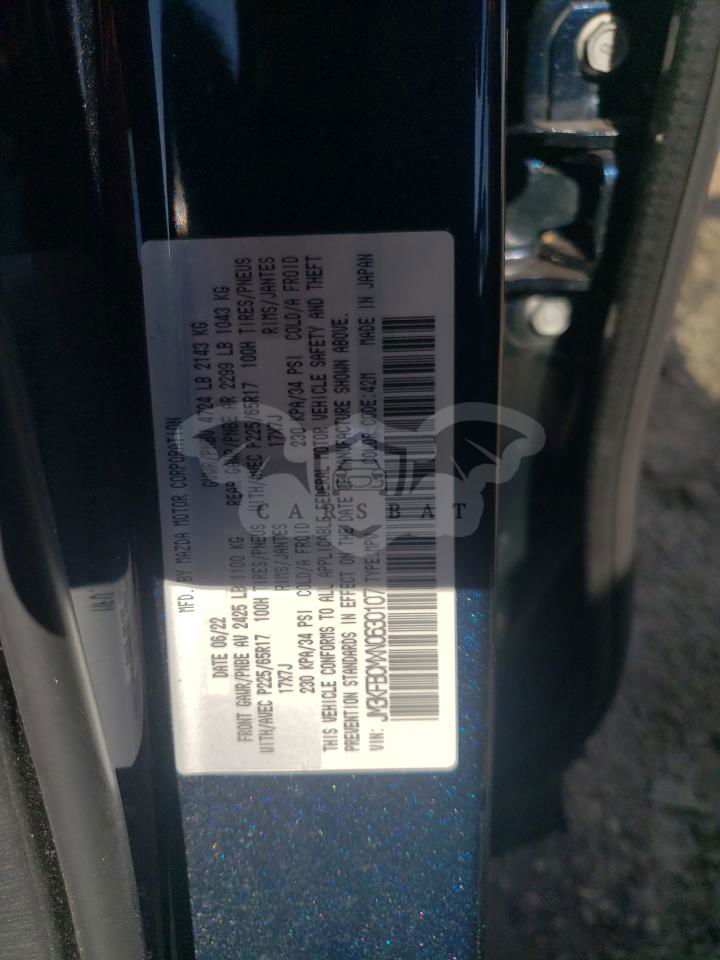 MFD. BY MAZDA MOTOR CORPORATION
DATE 06/22 GVWR/PNBV 4724 LB 2143 KG
FRONT GAWR/PNBE AV 2425 LB 1100 KG REAR GAWR/PNBE AR 2299 LB 1043 KG
WITH/AVEC P225/65R17 100H TIRES/PNEUS WITH/AVEC P225/65R17 100H TIRES/PNEUS
17X7J RIMS/JANTES 17X7J RIMS/JANTES
230 KPA/34 PSI COLD/A FROID 230 KPA/34 PSI COLD/A FROID
THIS VEHICLE CONFORMS TO ALL APPLICABLE FEDERAL MOTOR VEHICLE SAFETY AND THEFT
PREVENTION STANDARDS IN EFFECT ON THE DATE OF MANUFACTURE SHOWN ABOVE.
VIN: JM3KFBCMXN0630107 TYPE:MPV COLOR CODE:42M MADE IN JAPAN
CARSBAT